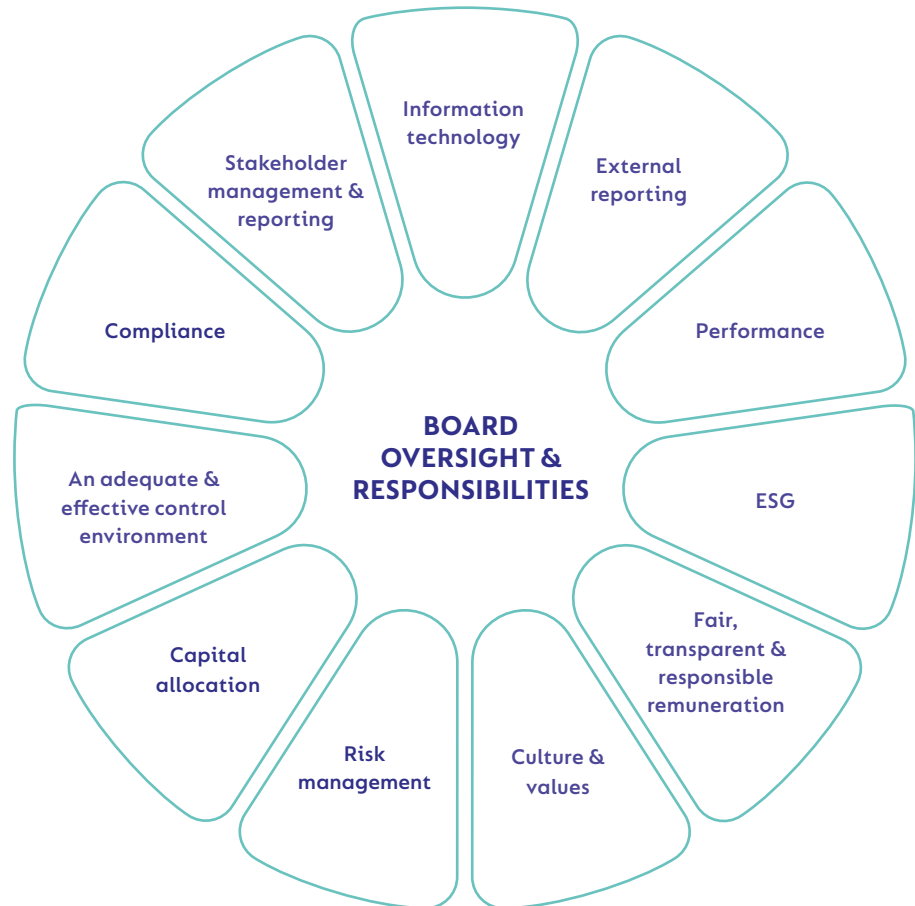 Information
technology
External
reporting
Performance
ESG
Fair,
transparent &
responsible
remuneration
Culture &
values
Risk
management
Capital
allocation
An adequate &
effective control
environment
Compliance
Stakeholder
management &
reporting
BOARD
OVERSIGHT &
RESPONSIBILITIES